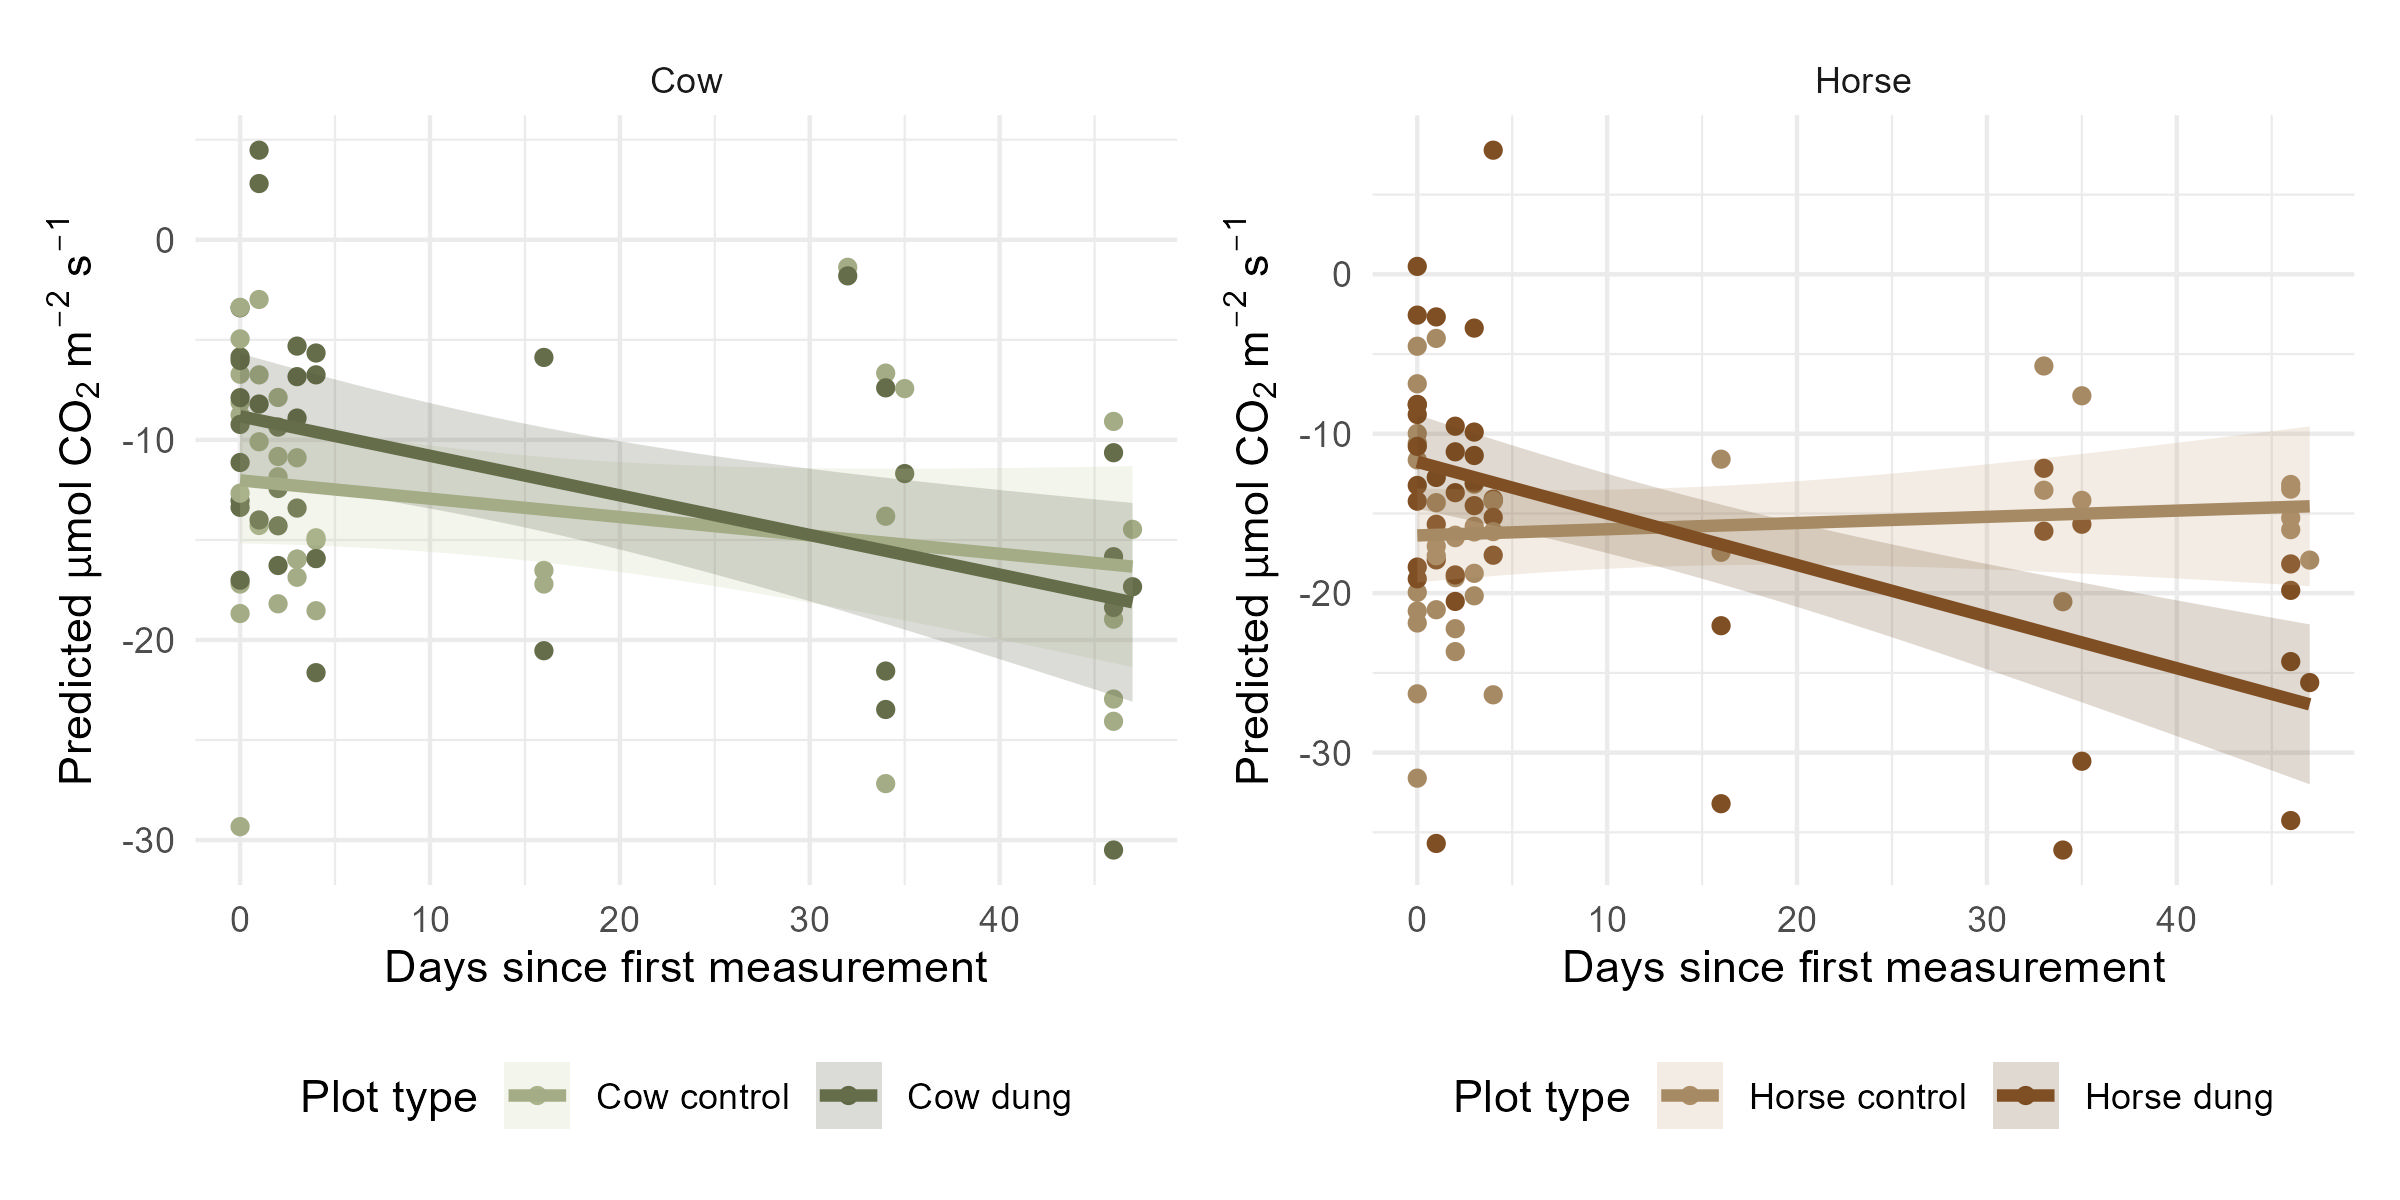 Cow
Predicted µmol CO₂ m⁻² s⁻¹
0
-10
-20
-30
0 10 20 30 40
Days since first measurement
Plot type Cow control Cow dung
Horse
Predicted µmol CO₂ m⁻² s⁻¹
0
-10
-20
-30
0 10 20 30 40
Days since first measurement
Plot type Horse control Horse dung